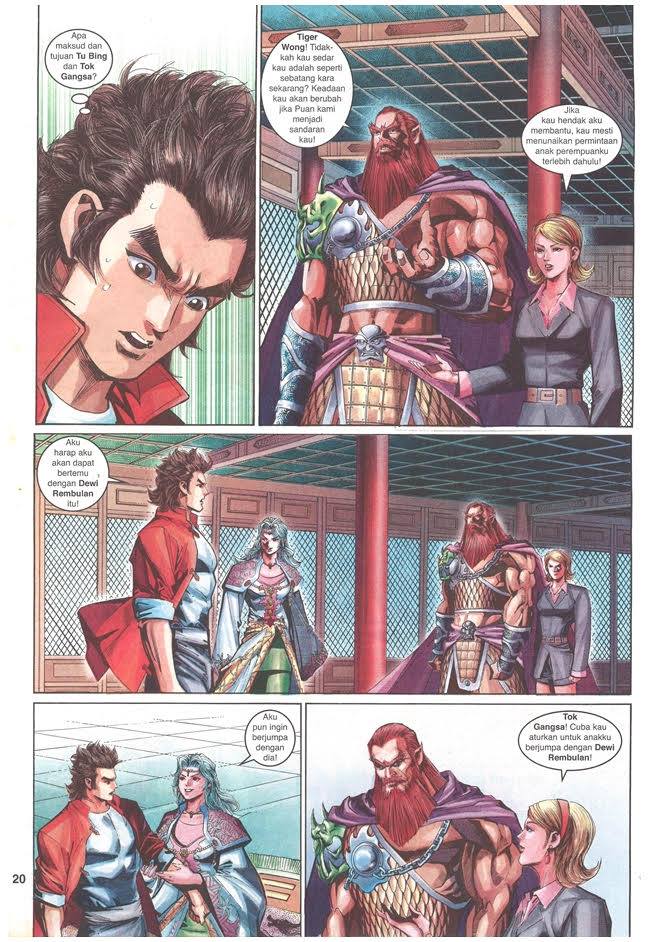 Apa
maksud dan
tujuan Tu Bing
dan Tok
Gangsa?
Tiger
Wong! Tidak-
kah kau sedar
kau adalah seperti
sebatang kara
sekarang? Keadaan
kau akan berubah
jika Puan kami
menjadi
sandaran
kau!
Jika
kau hendak aku
membantu, kau mesti
menunaikan permintaan
anak perempuanku
terlebih dahulu!
Aku
harap aku
akan dapat
bertemu
dengan Dewi
Rembulan
itu!
Aku
pun ingin
berjumpa
dengan
dia!
Tok
Gangsa! Cuba kau
aturkan untuk anakku
berjumpa dengan Dewi
Rembulan!
20